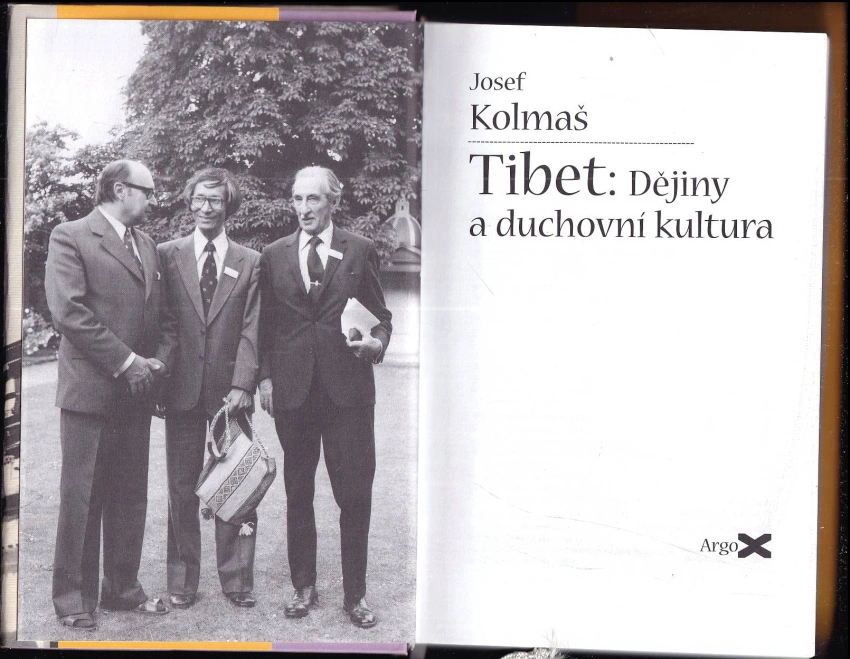 Josef
Kolmaš
Tibet: Dějiny
a duchovní kultura
Argo